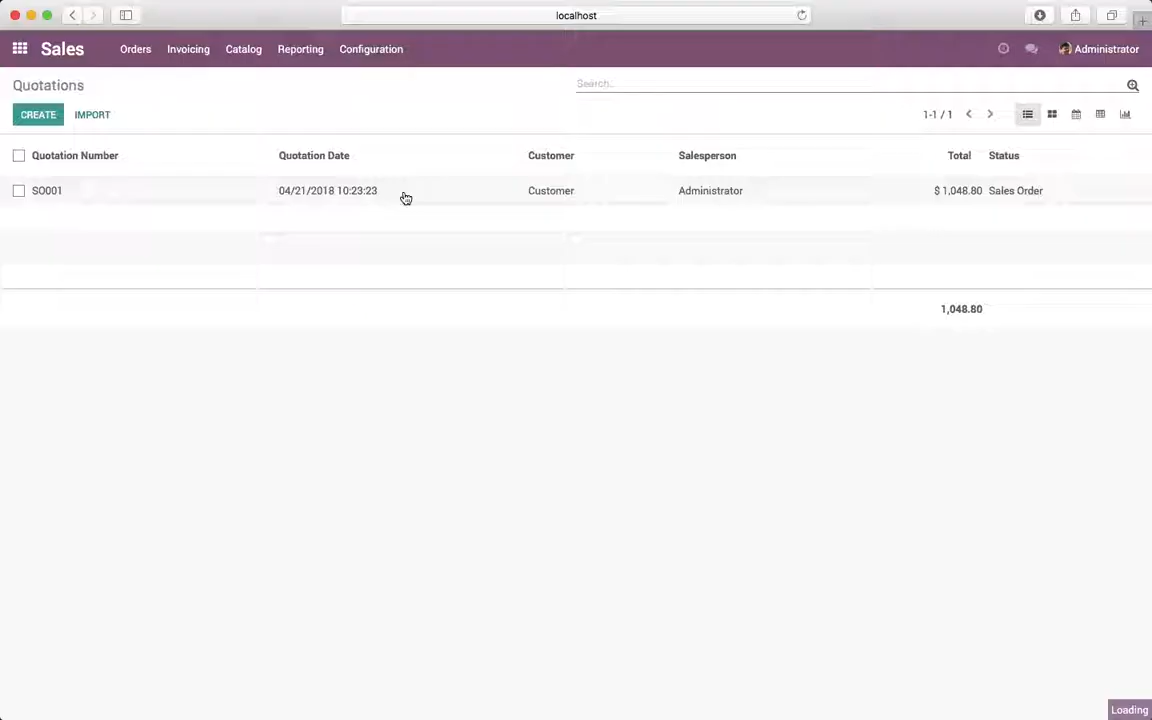 localhost
Sales Orders Invoicing Catalog Reporting Configuration Administrator
Quotations Search...
CREATE IMPORT 1-1 / 1
Quotation Number Quotation Date Customer Salesperson Total Status
SO001 04/21/2018 10:23:23 Customer Administrator $ 1,048.80 Sales Order
1,048.80
Loading